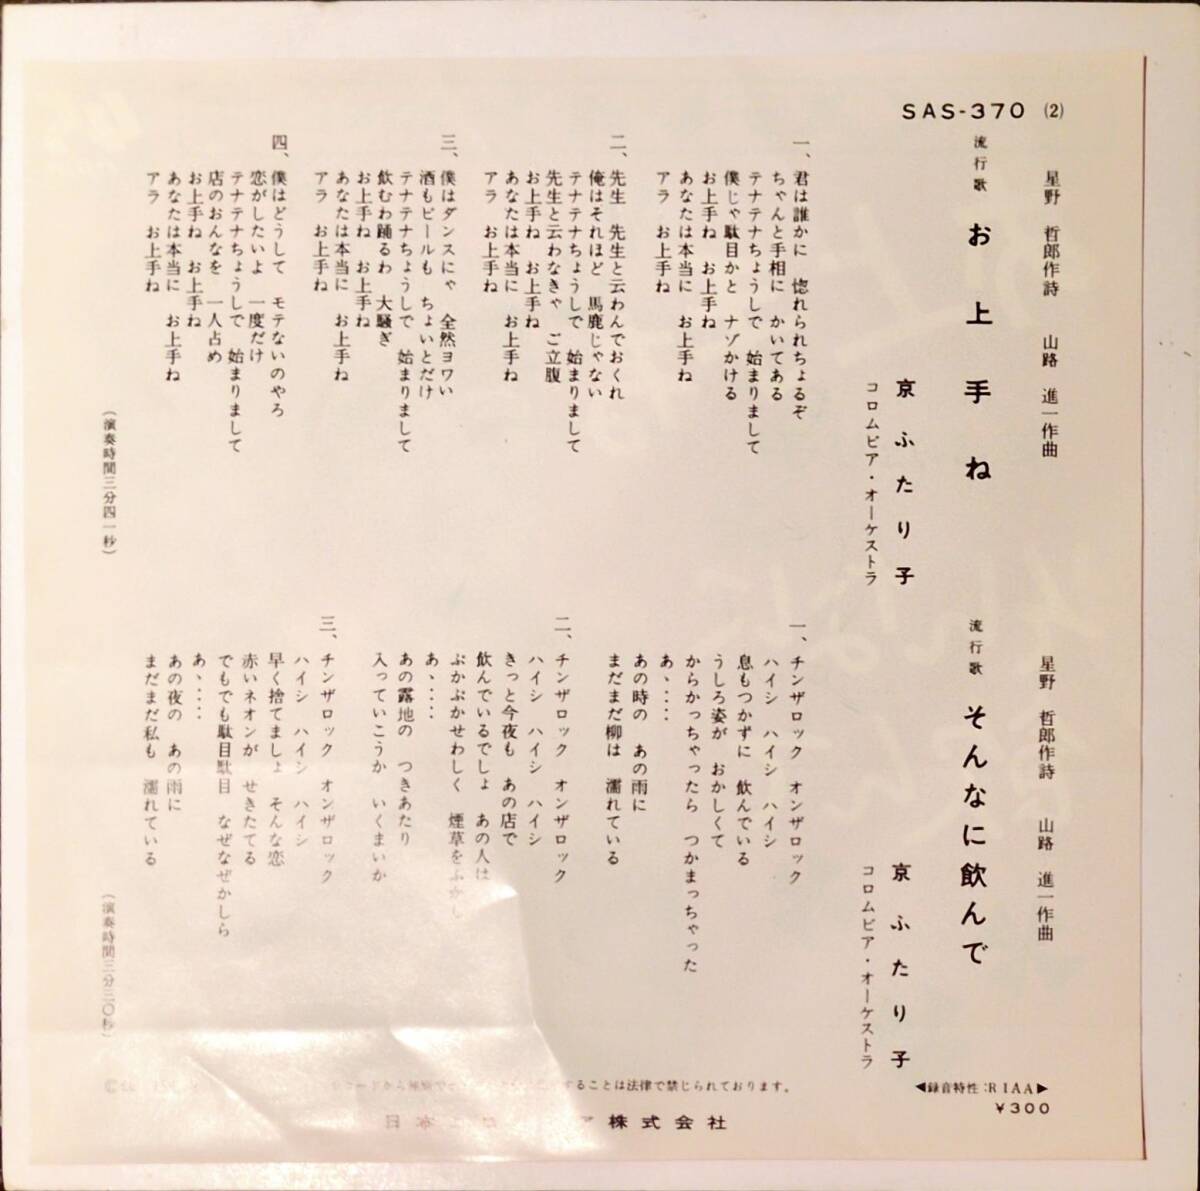 SAS-370 (2)
星野 哲郎作詩 山路 進一作曲
流行歌 お上手ね
京 ふたり子
コロムビア・オーケストラ
一、君は誰かに 惚れられちょるぞ
ちゃんと手相に かいてある
テナテナちょうしで 始まりまして
僕じゃ駄目かと ナゾかける
お上手ね お上手ね
あなたは本当に お上手ね
アラ お上手ね
二、先生 先生と云わんでおくれ
俺はそれほど 馬鹿じゃない
テナテナちょうしで 始まりまして
先生と云わなきゃ ご立腹
お上手ね お上手ね
あなたは本当に お上手ね
アラ お上手ね
三、僕はダンスにゃ 全然ヨワい
酒もビールも ちょいとだけ
テナテナちょうしで 始まりまして
飲むわ踊るわ 大騒ぎ
お上手ね お上手ね
あなたは本当に お上手ね
アラ お上手ね
四、僕はどうして モテないのやろ
恋がしたいよ 一度だけ
テナテナちょうしで 始まりまして
店のおんなを 一人占め
お上手ね お上手ね
あなたは本当に お上手ね
アラ お上手ね
(演奏時間三分四一秒)
星野 哲郎作詩 山路 進一作曲
流行歌 そんなに飲んで
京 ふたり子
コロムビア・オーケストラ
一、チンザロック オンザロック
ハイシ ハイシ ハイシ
息もつかずに 飲んでいる
うしろ姿が おかしくて
からかっちゃったら つかまっちゃった
あ、‥‥
あの時の あの雨に
まだまだ柳は 濡れている
二、チンザロック オンザロック
ハイシ ハイシ ハイシ
きっと今夜も あの店で
飲んでいるでしょ あの人は
ぷかぷかせわしく 煙草をふかし
あ、‥‥
あの露地の つきあたり
入っていこうか いくまいか
三、チンザロック オンザロック
ハイシ ハイシ ハイシ
早く捨てましょ そんな恋
赤いネオンが せきたてる
でもでも駄目駄目 なぜなぜかしら
あ、‥‥
あの夜の あの雨に
まだまだ私も 濡れている
(演奏時間三分三〇秒)
◀録音特性:RIAA▶
¥300
することは法律で禁じられております。
株式会社